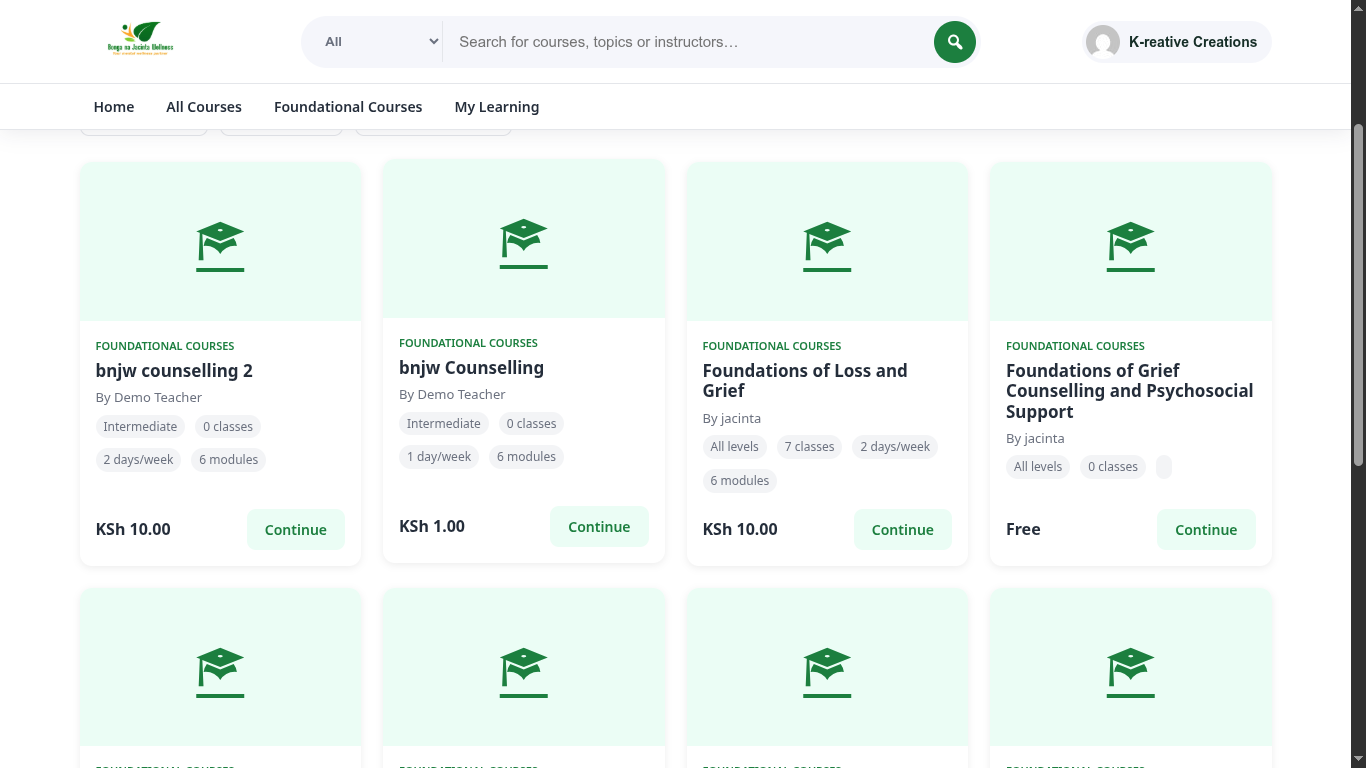 Bonga na Jacinta Wellness
All
Search for courses, topics or instructors...
K-reative Creations
Home
All Courses
Foundational Courses
My Learning
FOUNDATIONAL COURSES
bnjw counselling 2
By Demo Teacher
Intermediate
0 classes
2 days/week
6 modules
KSh 10.00
Continue
FOUNDATIONAL COURSES
bnjw Counselling
By Demo Teacher
Intermediate
0 classes
1 day/week
6 modules
KSh 1.00
Continue
FOUNDATIONAL COURSES
Foundations of Loss and
Grief
By jacinta
All levels
7 classes
2 days/week
6 modules
KSh 10.00
Continue
FOUNDATIONAL COURSES
Foundations of Grief
Counselling and Psychosocial
Support
By jacinta
All levels
0 classes
Free
Continue